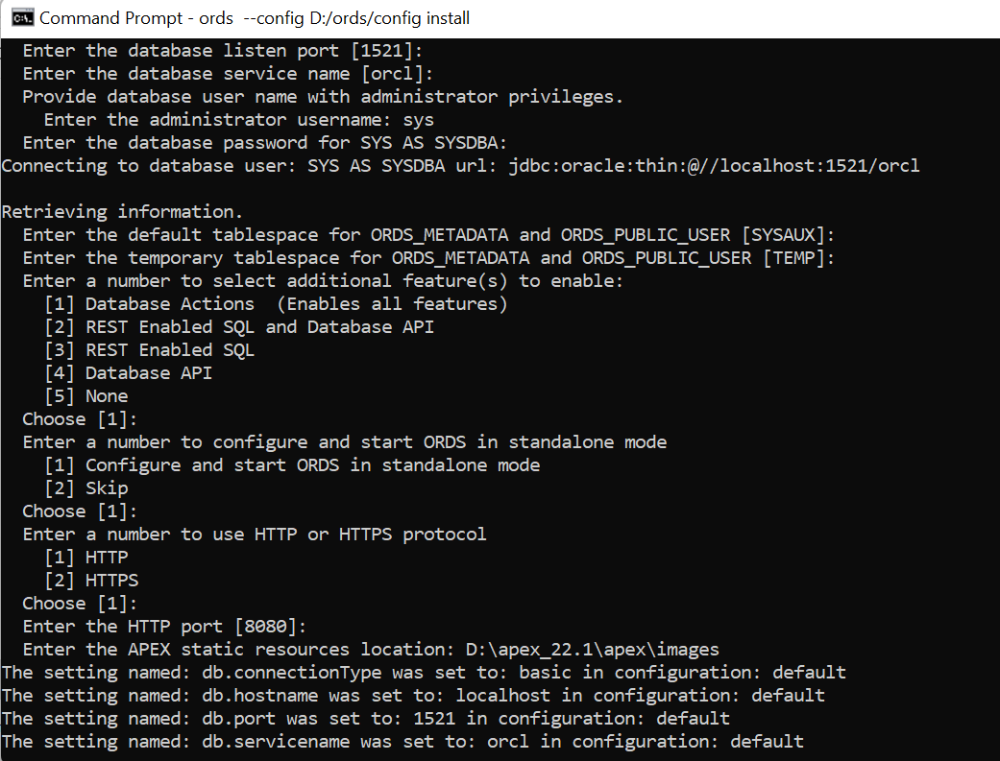 Command Prompt - ords  --config D:/ords/config install
  Enter the database listen port [1521]:
  Enter the database service name [orcl]:
  Provide database user name with administrator privileges.
    Enter the administrator username: sys
  Enter the database password for SYS AS SYSDBA:
Connecting to database user: SYS AS SYSDBA url: jdbc:oracle:thin:@//localhost:1521/orcl

Retrieving information.
  Enter the default tablespace for ORDS_METADATA and ORDS_PUBLIC_USER [SYSAUX]:
  Enter the temporary tablespace for ORDS_METADATA and ORDS_PUBLIC_USER [TEMP]:
  Enter a number to select additional feature(s) to enable:
    [1] Database Actions  (Enables all features)
    [2] REST Enabled SQL and Database API
    [3] REST Enabled SQL
    [4] Database API
    [5] None
  Choose [1]:
  Enter a number to configure and start ORDS in standalone mode
    [1] Configure and start ORDS in standalone mode
    [2] Skip
  Choose [1]:
  Enter a number to use HTTP or HTTPS protocol
    [1] HTTP
    [2] HTTPS
  Choose [1]:
  Enter the HTTP port [8080]:
  Enter the APEX static resources location: D:\apex_22.1\apex\images
The setting named: db.connectionType was set to: basic in configuration: default
The setting named: db.hostname was set to: localhost in configuration: default
The setting named: db.port was set to: 1521 in configuration: default
The setting named: db.servicename was set to: orcl in configuration: default